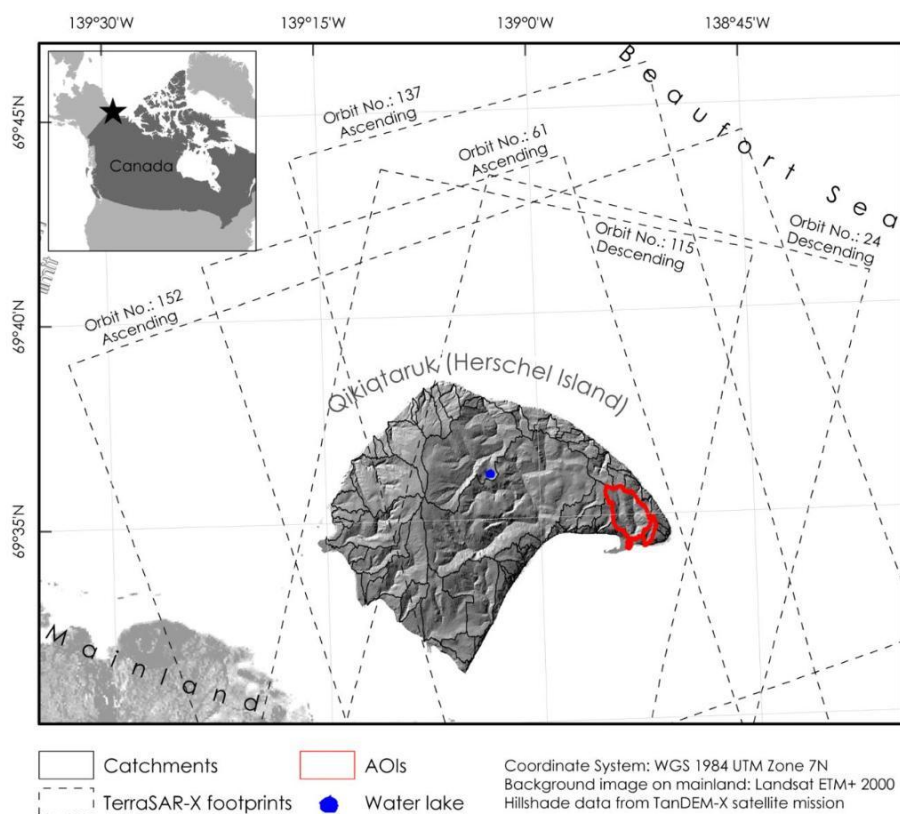 139°30'W 139°15'W 139°0'W 138°45'W
69°45'N
69°40'N
69°35'N
Canada
Beaufort Sea
Orbit No.: 137
Ascending
Orbit No.: 61
Ascending
Orbit No.: 115
Descending
Orbit No.: 24
Descending
Orbit No.: 152
Ascending
Qikiqtaruk (Herschel Island)
Mainland
Catchments
TerraSAR-X footprints
AOIs
Water lake
Coordinate System: WGS 1984 UTM Zone 7N
Background image on mainland: Landsat ETM+ 2000
Hillshade data from TanDEM-X satellite mission